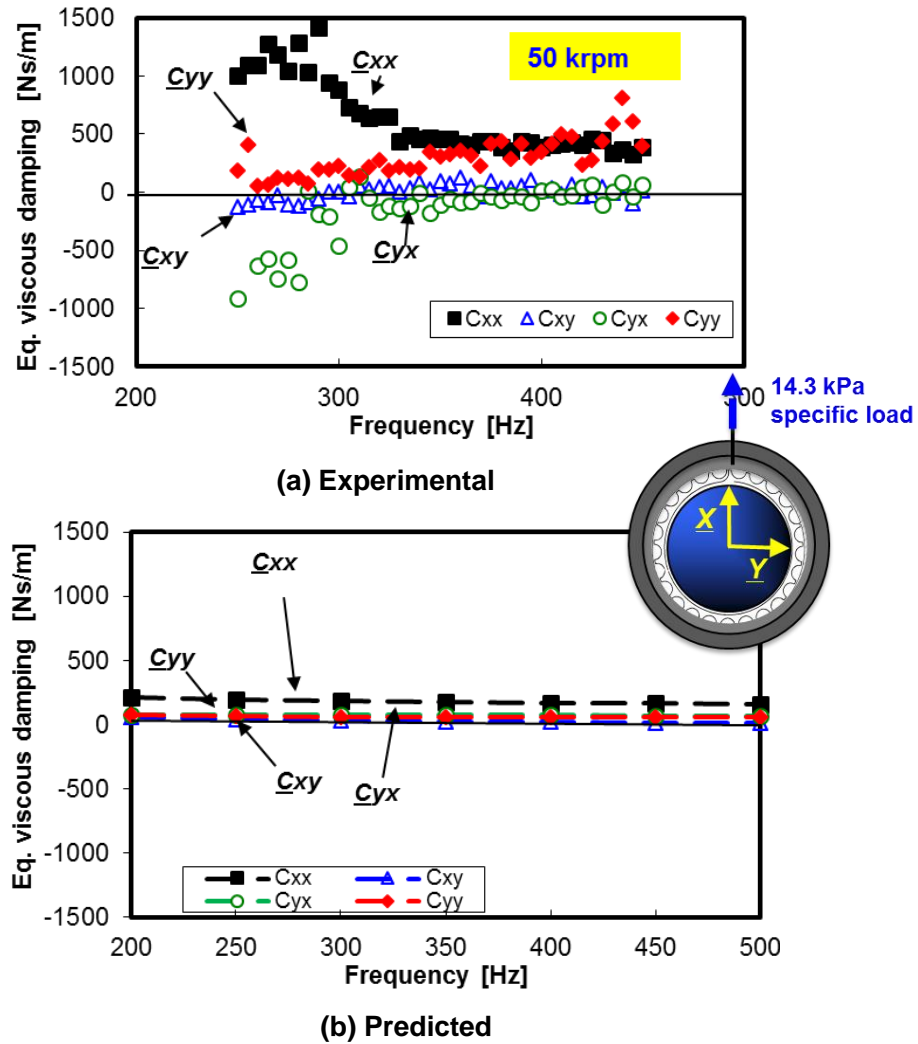 Eq. viscous damping [Ns/m]
1500
1000
500
0
-500
-1000
-1500
50 krpm
Cxx
Cyy
Cxy
Cyx
Cxx Cxy Cyx Cyy
200 300 400 500
Frequency [Hz]
(a) Experimental
14.3 kPa
specific load
X
Y
Eq. viscous damping [Ns/m]
1500
1000
500
0
-500
-1000
-1500
Cxx
Cyy
Cxy
Cyx
Cxx Cxy
Cyx Cyy
200 250 300 350 400 450 500
Frequency [Hz]
(b) Predicted